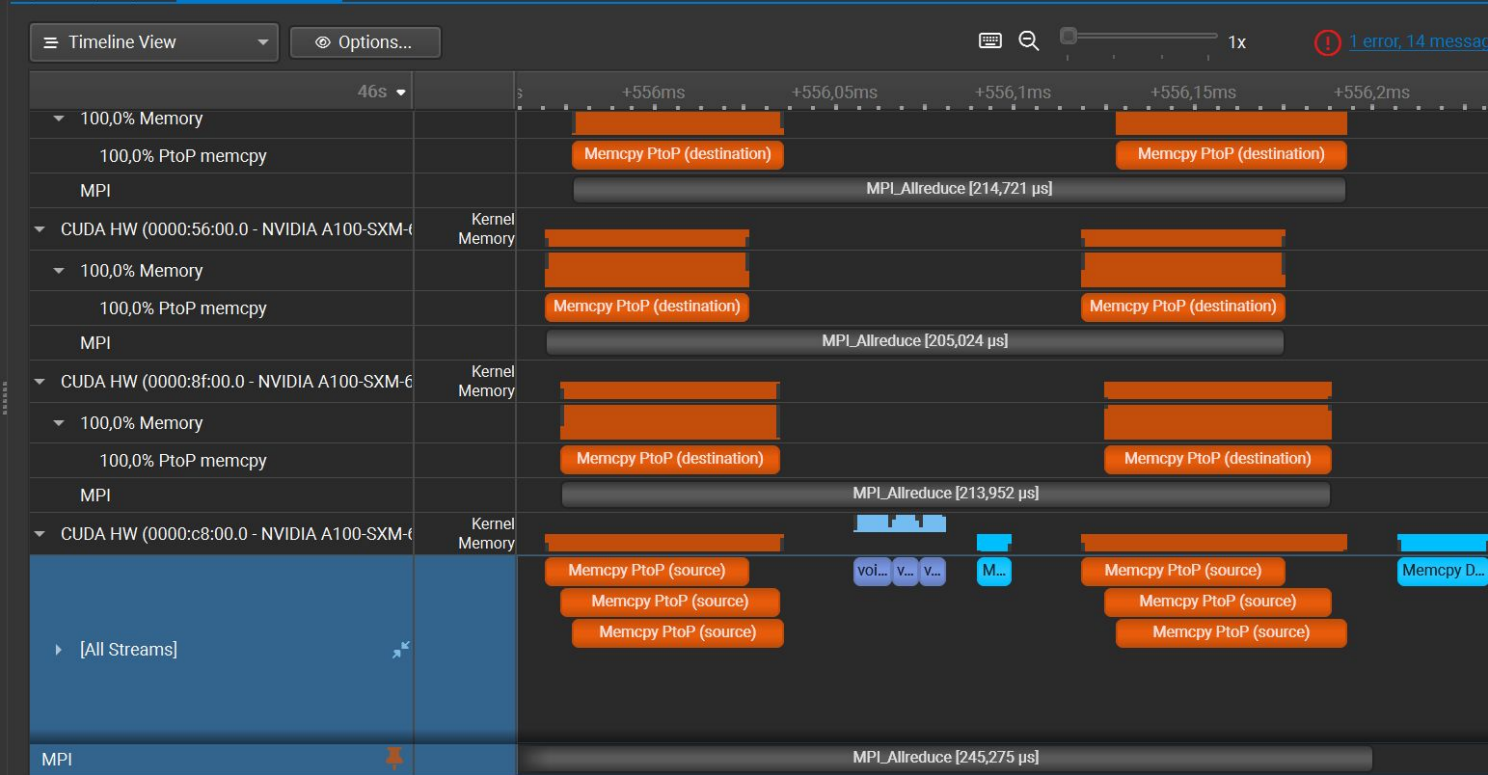 Timeline View Options... 1x 1 error, 14 messag
46s s +556ms +556,05ms +556,1ms +556,15ms +556,2ms
100,0% Memory
100,0% PtoP memcpy Memcpy PtoP (destination) Memcpy PtoP (destination)
MPI MPI_Allreduce [214,721 µs]
CUDA HW (0000:56:00.0 - NVIDIA A100-SXM-6 Kernel
Memory
100,0% Memory
100,0% PtoP memcpy Memcpy PtoP (destination) Memcpy PtoP (destination)
MPI MPI_Allreduce [205,024 µs]
CUDA HW (0000:8f:00.0 - NVIDIA A100-SXM-6 Kernel
Memory
100,0% Memory
100,0% PtoP memcpy Memcpy PtoP (destination) Memcpy PtoP (destination)
MPI MPI_Allreduce [213,952 µs]
CUDA HW (0000:c8:00.0 - NVIDIA A100-SXM-6 Kernel
Memory
Memcpy PtoP (source) voi... v... v... M... Memcpy PtoP (source) Memcpy D...
Memcpy PtoP (source) Memcpy PtoP (source)
Memcpy PtoP (source) Memcpy PtoP (source)
[All Streams]
MPI MPI_Allreduce [245,275 µs]